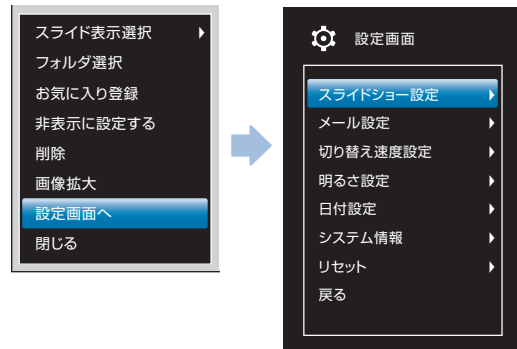 スライド表示選択
フォルダ選択
お気に入り登録
非表示に設定する
削除
画像拡大
設定画面へ
閉じる
設定画面
スライドショー設定
メール設定
切り替え速度設定
明るさ設定
日付設定
システム情報
リセット
戻る